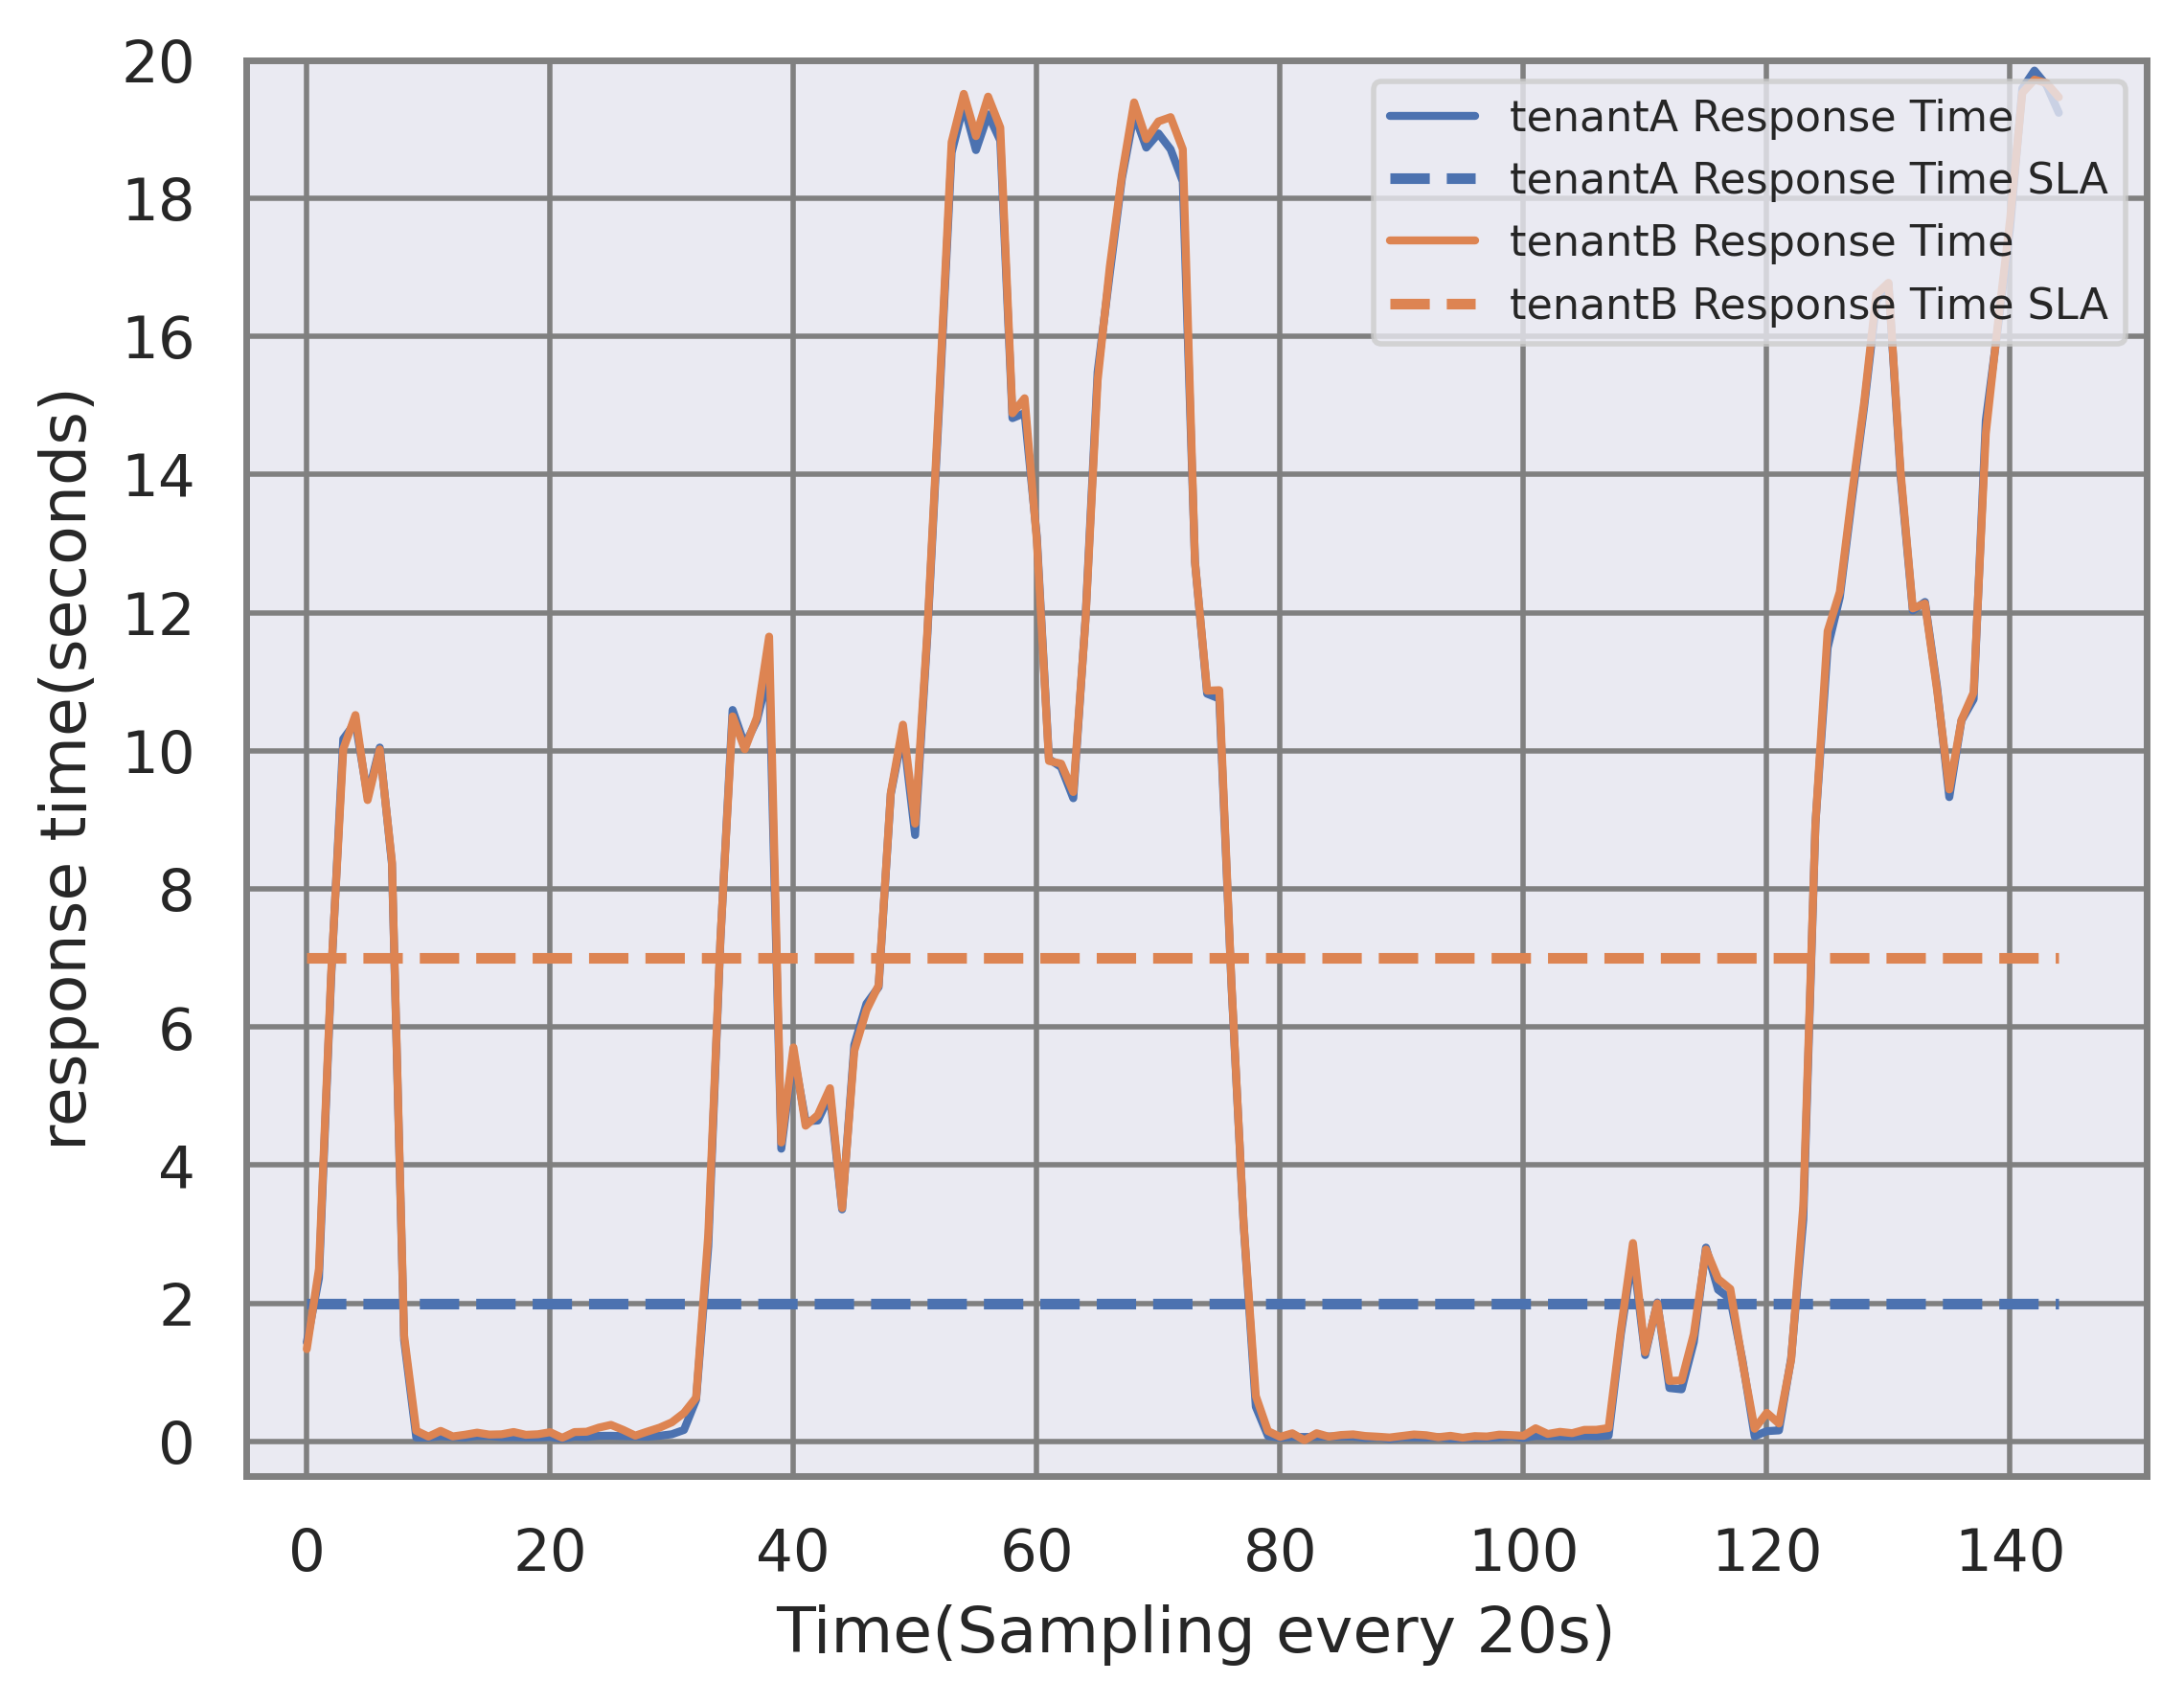 20
18
16
14
12
10
8
6
4
2
0
response time(seconds)
tenantA Response Time
tenantA Response Time SLA
tenantB Response Time
tenantB Response Time SLA
0 20 40 60 80 100 120 140
Time(Sampling every 20s)